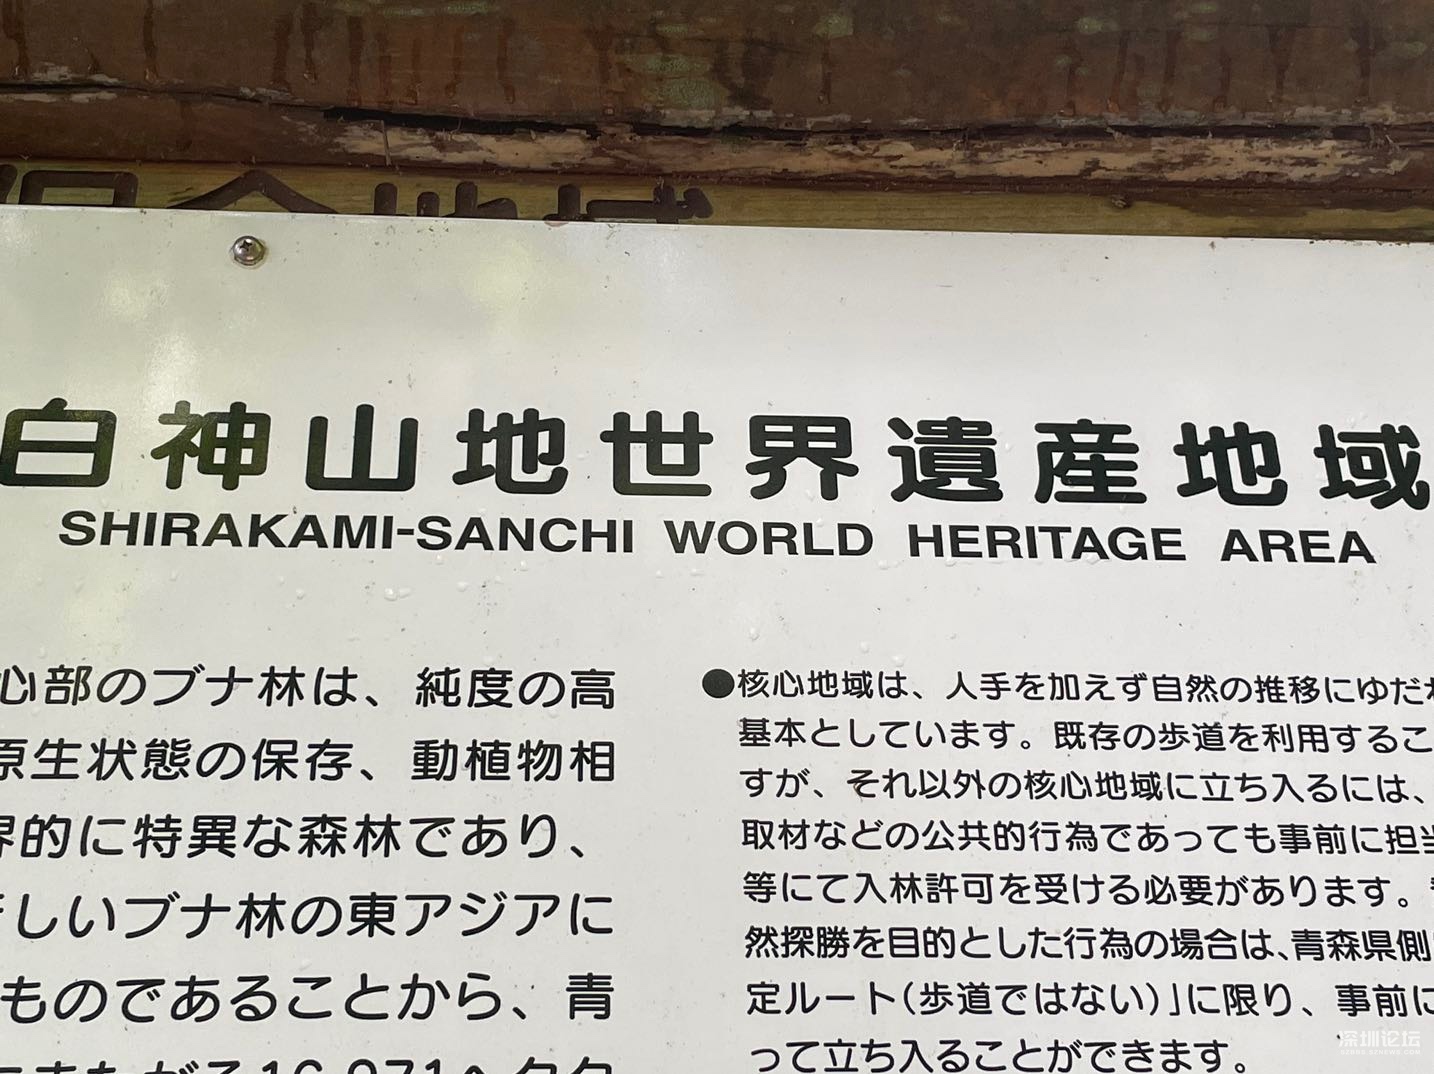 白神山地世界遺産地域
SHIRAKAMI-SANCHI WORLD HERITAGE AREA
心部のブナ林は、純度の高
原生状態の保存、動植物相
界的に特異な森林であり、
しいブナ林の東アジアに
ものであることから、青
●核心地域は、人手を加えず自然の推移にゆだね
基本としています。既存の歩道を利用するこ
すが、それ以外の核心地域に立ち入るには、
取材などの公共的行為であっても事前に担当
等にて入林許可を受ける必要があります。
然探勝を目的とした行為の場合は、青森県側
定ルート(歩道ではない)」に限り、事前に
って立ち入ることができます。
深圳论坛